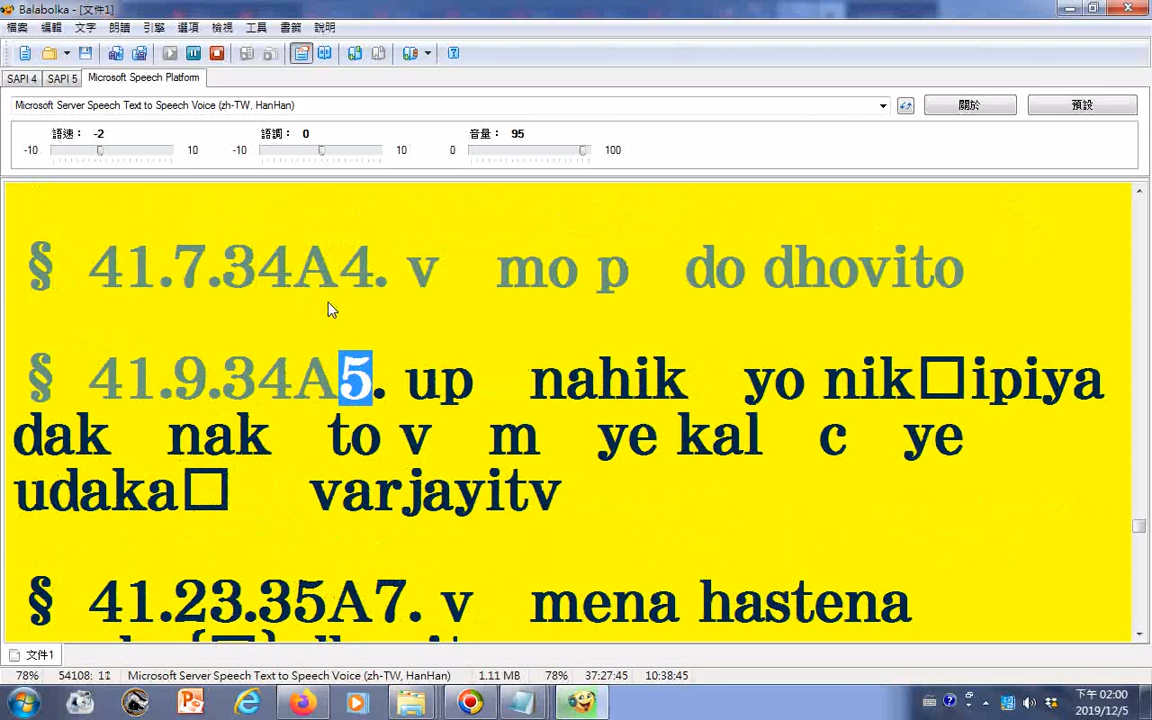 Balabolka - [文件1]
檔案 編輯 文字 朗讀 引擎 選項 檢視 工具 書籤 說明
SAPI 4 SAPI 5 Microsoft Speech Platform
Microsoft Server Speech Text to Speech Voice (zh-TW, HanHan) 關於 預設
語速： -2 語調： 0 音量： 95
-10 10 -10 10 0 100
§ 41.7.34A4. v mo p do dhovito
§ 41.9.34A5. up nahik yo nik□ipiya
dak nak to v m ye kal c ye
udaka□ varjayitv
§ 41.23.35A7. v mena hastena
文件1
78% 54108: 11 Microsoft Server Speech Text to Speech Voice (zh-TW, HanHan) 1.11 MB 78% 37:27:45 10:38:45
下午 02:00
2019/12/5